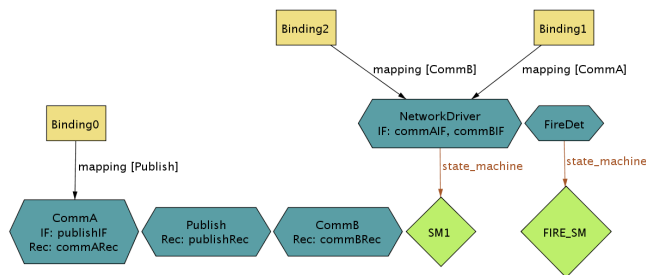 Binding2
Binding1
mapping [CommB]
mapping [CommA]
Binding0
NetworkDriver
IF: commAIF, commBIF
FireDet
mapping [Publish]
state_machine
state_machine
CommA
IF: publishIF
Rec: commARec
Publish
Rec: publishRec
CommB
Rec: commBRec
SM1
FIRE_SM